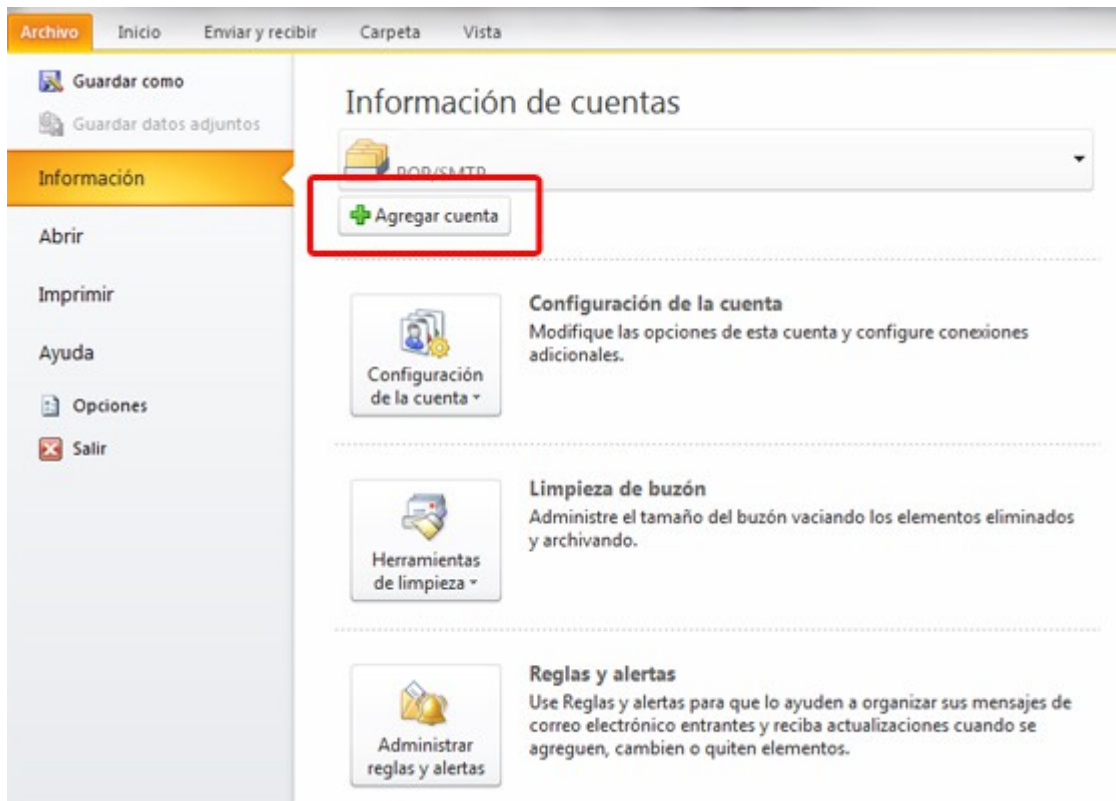 Archivo Inicio Enviar y recibir Carpeta Vista
Guardar como
Guardar datos adjuntos
Información
Abrir
Imprimir
Ayuda
Opciones
Salir
Información de cuentas
POP/SMTP
Agregar cuenta
Configuración
de la cuenta
Configuración de la cuenta
Modifique las opciones de esta cuenta y configure conexiones
adicionales.
Herramientas
de limpieza
Limpieza de buzón
Administre el tamaño del buzón vaciando los elementos eliminados
y archivando.
Administrar
reglas y alertas
Reglas y alertas
Use Reglas y alertas para que lo ayuden a organizar sus mensajes de
correo electrónico entrantes y reciba actualizaciones cuando se
agreguen, cambien o quiten elementos.